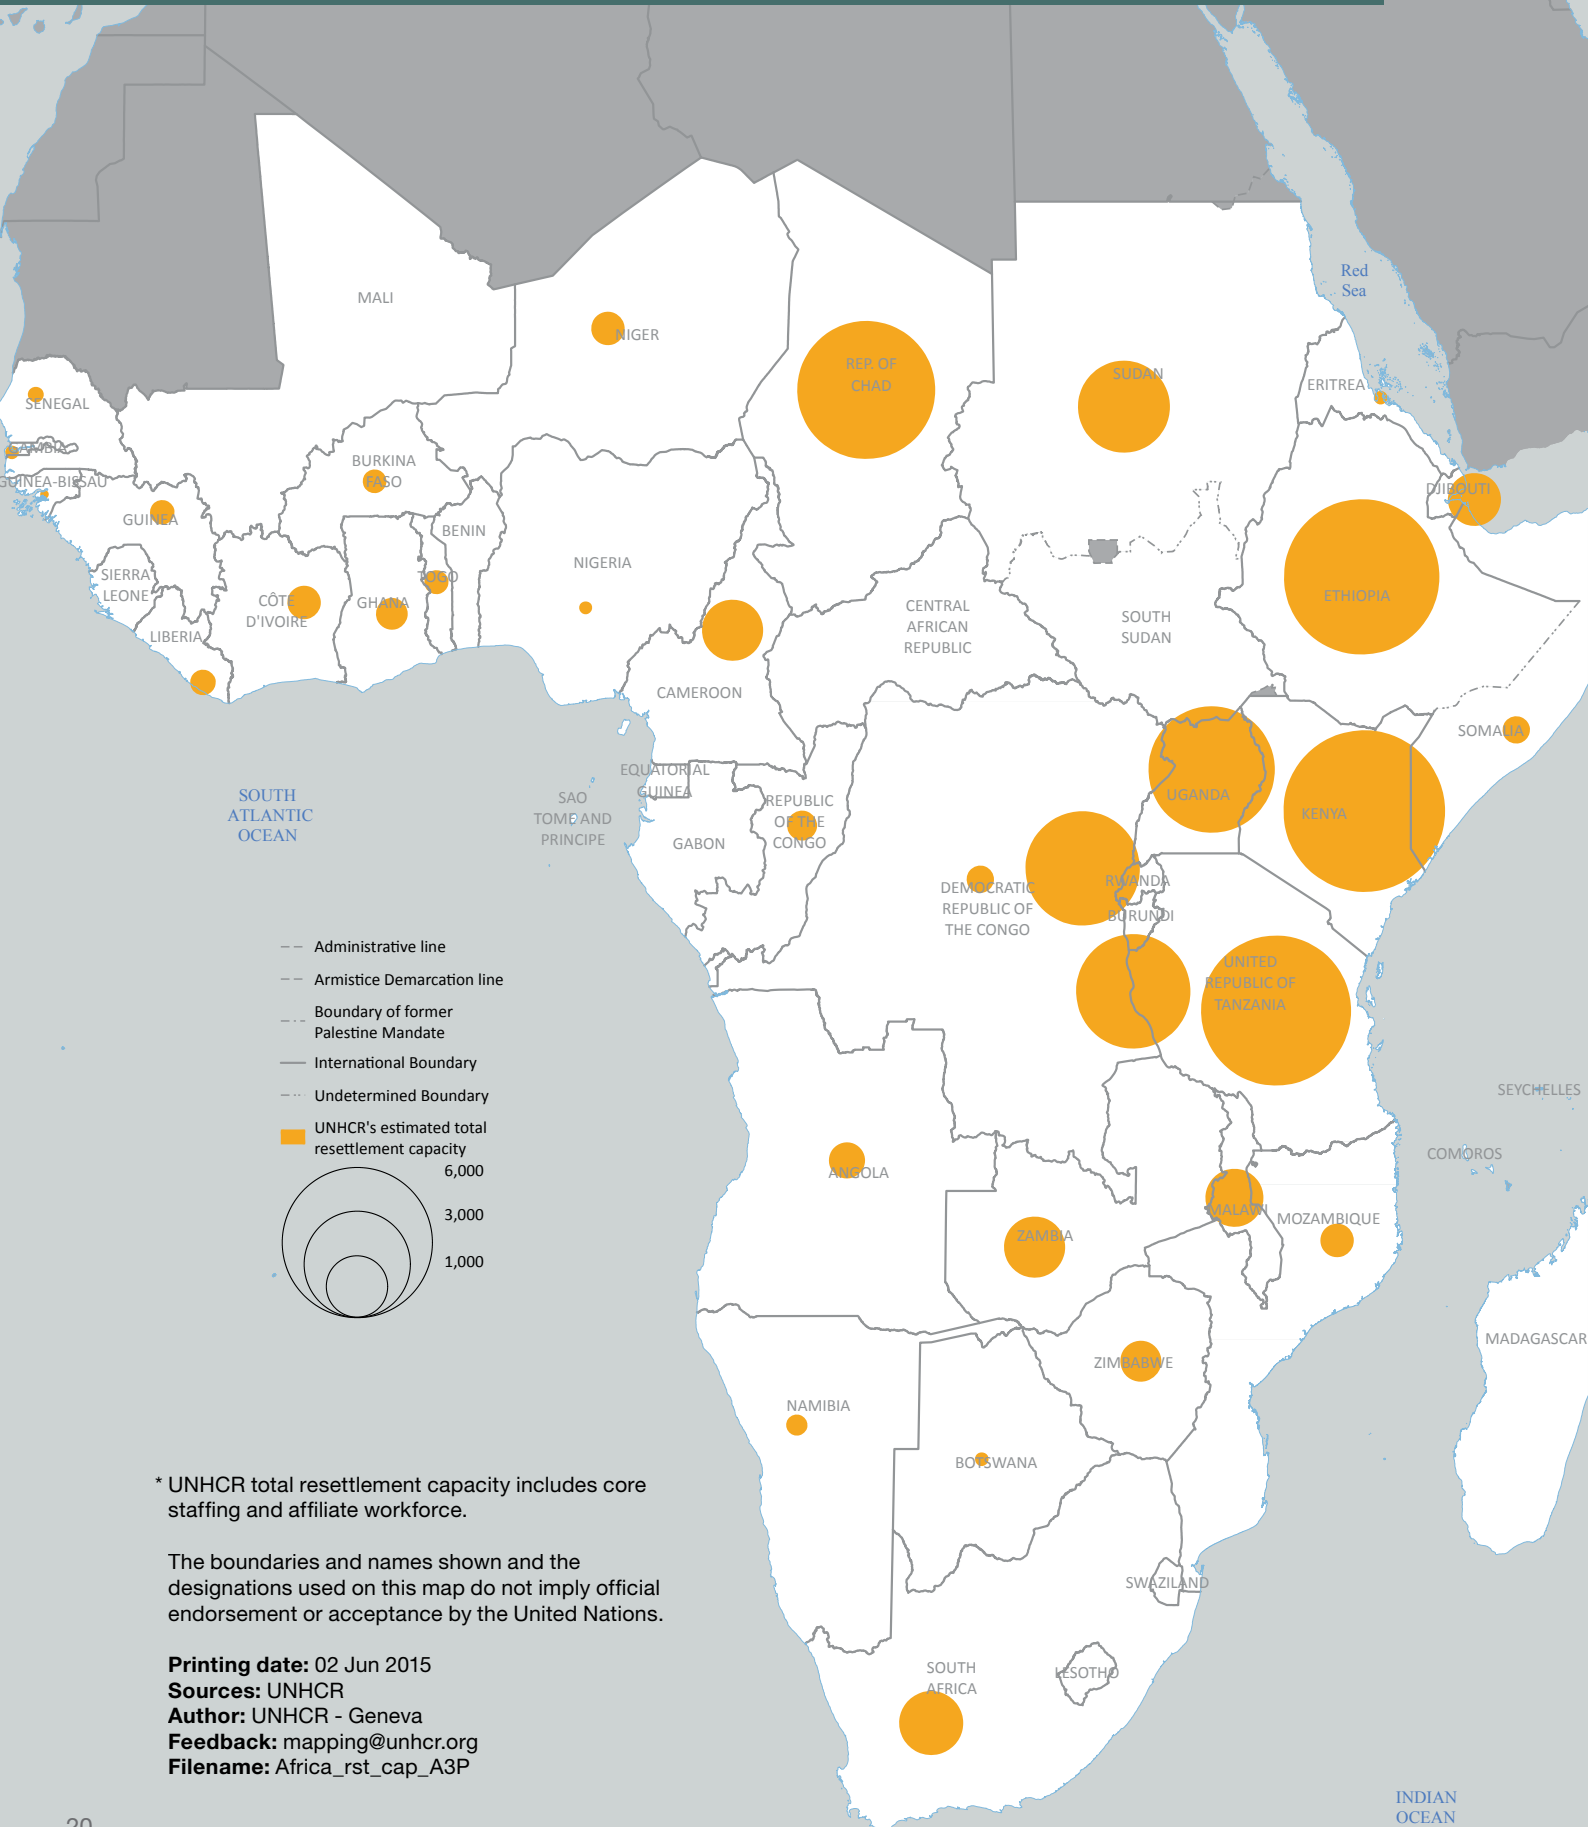 Red
Sea
MALI
NIGER
REP. OF
CHAD
SUDAN
ERITREA
SENEGAL
GAMBIA
BURKINA
FASO
GUINEA-BISSAU
DJIBOUTI
GUINEA
BENIN
NIGERIA
SIERRA
LEONE
TOGO
CÔTE
D'IVOIRE
GHANA
ETHIOPIA
CENTRAL
AFRICAN
REPUBLIC
SOUTH
SUDAN
LIBERIA
CAMEROON
SOMALIA
EQUATORIAL
GUINEA
SAO
TOME AND
PRINCIPE
REPUBLIC
OF THE
CONGO
GABON
UGANDA
KENYA
SOUTH
ATLANTIC
OCEAN
DEMOCRATIC
REPUBLIC OF
THE CONGO
RWANDA
BURUNDI
UNITED
REPUBLIC OF
TANZANIA
Administrative line
Armistice Demarcation line
Boundary of former
Palestine Mandate
International Boundary
Undetermined Boundary
UNHCR's estimated total
resettlement capacity
6,000
3,000
1,000
SEYCHELLES
COMOROS
ANGOLA
ZAMBIA
MALAWI
MOZAMBIQUE
MADAGASCAR
ZIMBABWE
NAMIBIA
BOTSWANA
SWAZILAND
LESOTHO
SOUTH
AFRICA
* UNHCR total resettlement capacity includes core
staffing and affiliate workforce.
The boundaries and names shown and the
designations used on this map do not imply official
endorsement or acceptance by the United Nations.
Printing date: 02 Jun 2015
Sources: UNHCR
Author: UNHCR - Geneva
Feedback: mapping@unhcr.org
Filename: Africa_rst_cap_A3P
INDIAN
OCEAN
20